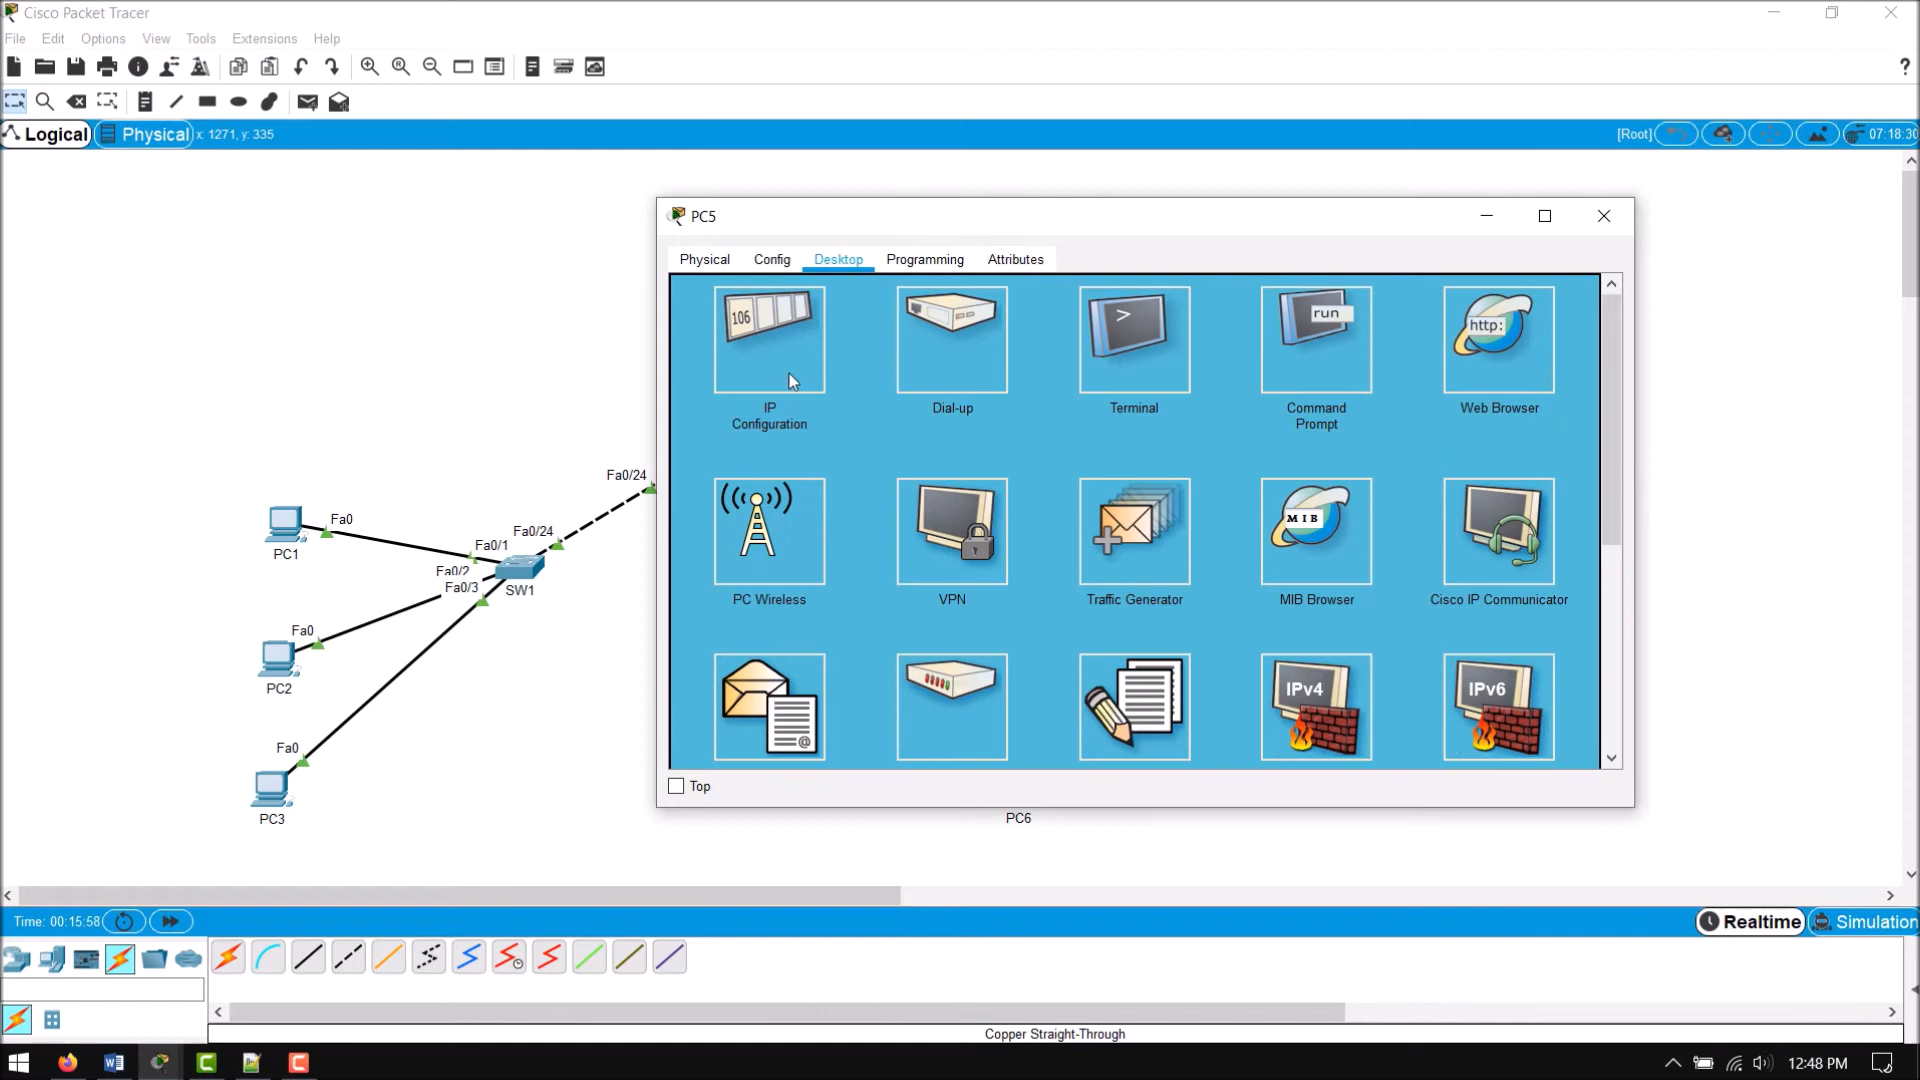 Cisco Packet Tracer
File Edit Options View Tools Extensions Help
?
Logical Physical x: 1271, y: 335 [Root] 07:18:30
PC5
Physical Config Desktop Programming Attributes
106 > run http:
IP Configuration
Dial-up
Terminal
Command Prompt
Web Browser
MIB
PC Wireless VPN Traffic Generator MIB Browser Cisco IP Communicator
@ IPv4 IPv6
Top
Fa0/24
Fa0/24
Fa0
PC1
Fa0/1
Fa0/2
Fa0/3
SW1
Fa0
PC2
Fa0
PC3
PC6
Time: 00:15:58 Realtime Simulation
Copper Straight-Through
12:48 PM